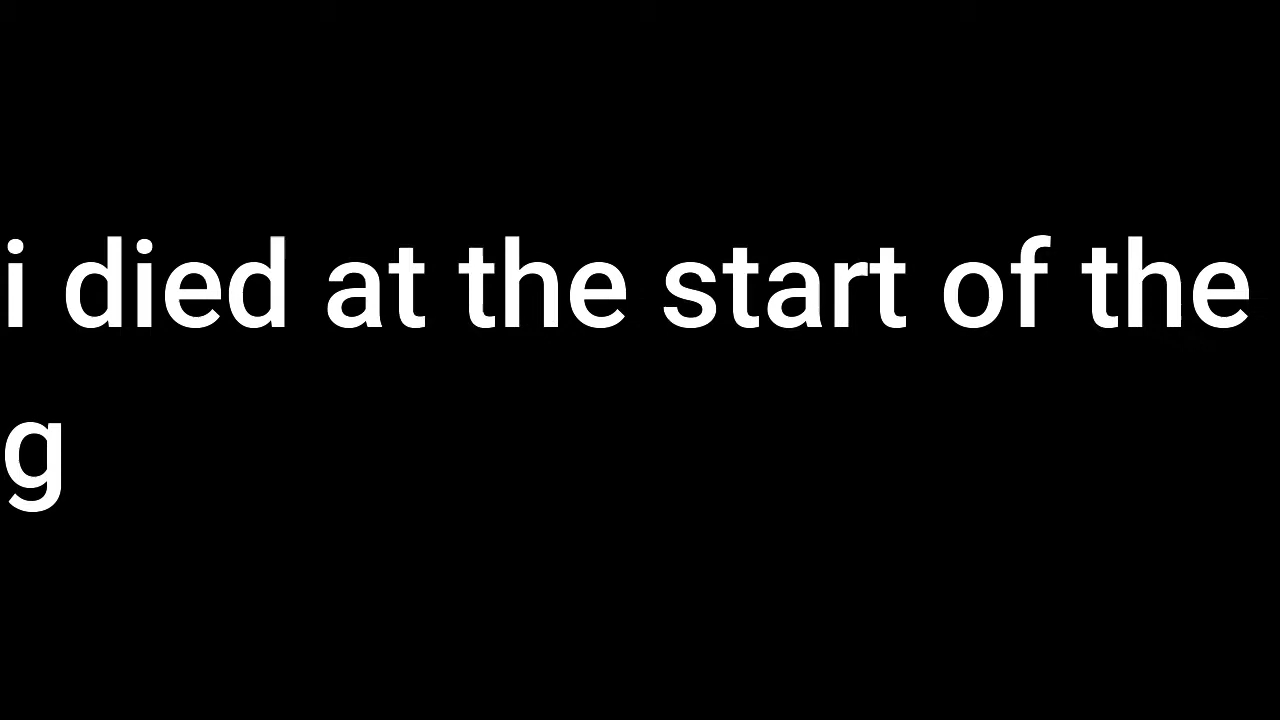 i died at the start of the
g